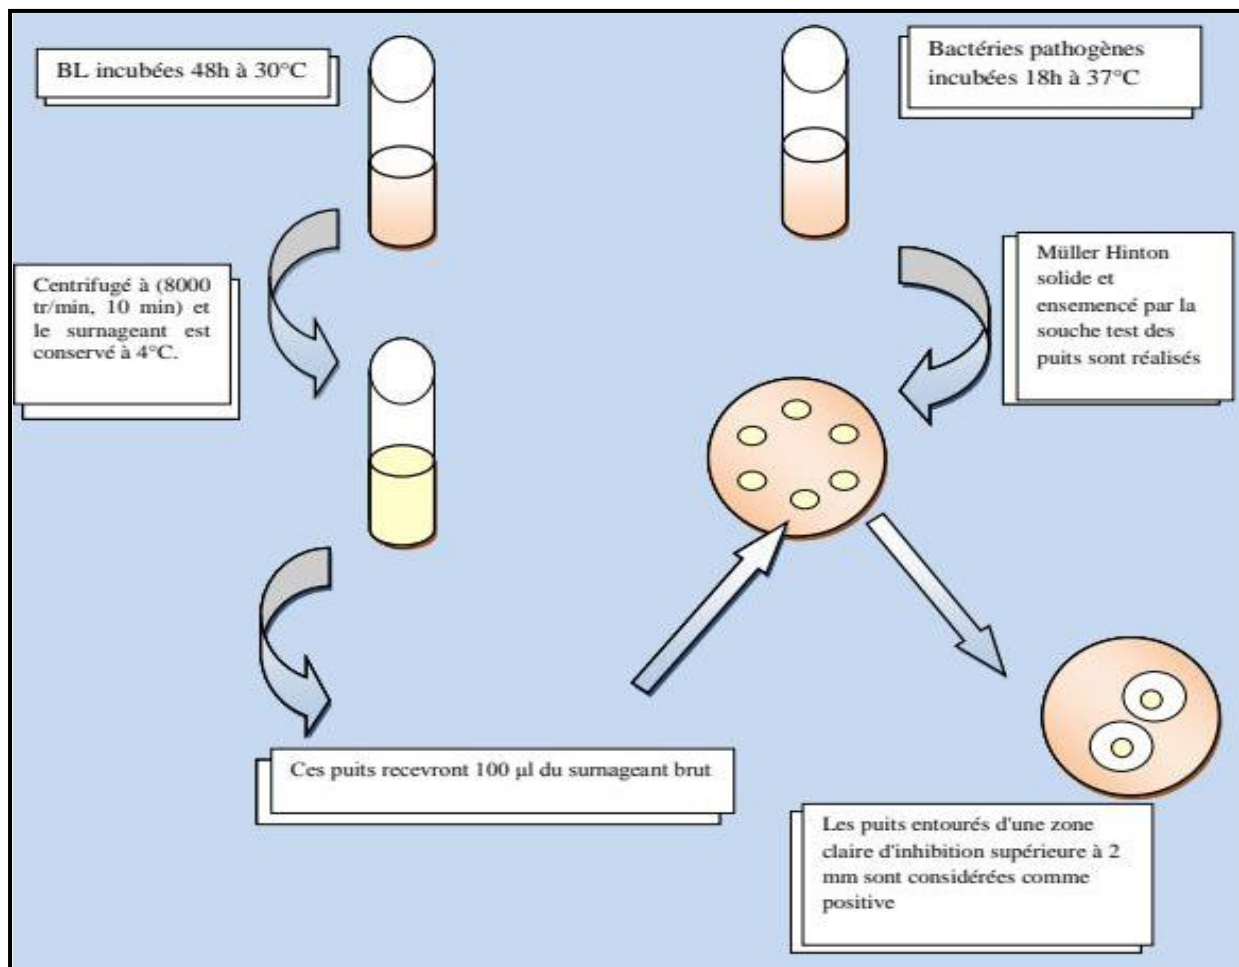 BL incubées 48h à 30°C
Bactéries pathogènes
incubées 18h à 37°C
Centrifugé à (8000
tr/min, 10 min) et
le surnageant est
conservé à 4°C.
Müller Hinton
solide et
ensemencé par la
souche test des
puits sont réalisés
Ces puits recevront 100 µl du surnageant brut
Les puits entourés d'une zone
claire d'inhibition supérieure à 2
mm sont considérées comme
positive